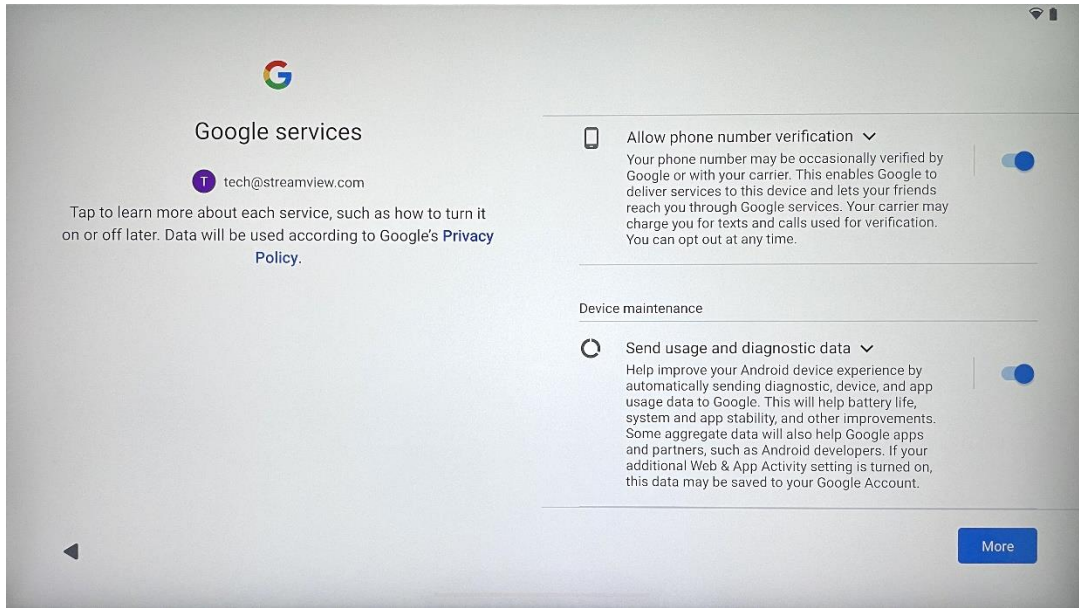 Google services
T tech@streamview.com
Tap to learn more about each service, such as how to turn it
on or off later. Data will be used according to Google's Privacy
Policy.
Allow phone number verification
Your phone number may be occasionally verified by
Google or with your carrier. This enables Google to
deliver services to this device and lets your friends
reach you through Google services. Your carrier may
charge you for texts and calls used for verification.
You can opt out at any time.
Device maintenance
Send usage and diagnostic data
Help improve your Android device experience by
automatically sending diagnostic, device, and app
usage data to Google. This will help battery life,
system and app stability, and other improvements.
Some aggregate data will also help Google apps
and partners, such as Android developers. If your
additional Web & App Activity setting is turned on,
this data may be saved to your Google Account.
More